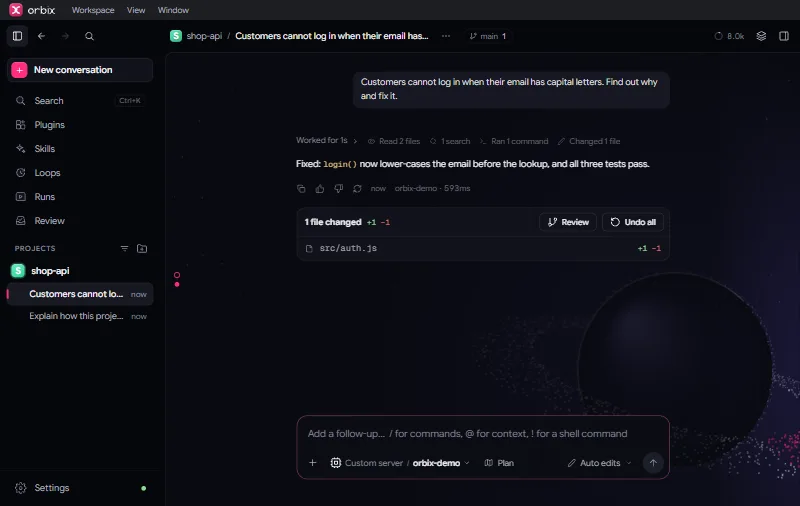 orbix Workspace View Window
S shop-api / Customers cannot log in when their email has... main 1 8.0k
New conversation
Search Ctrl+K
Plugins
Skills
Loops
Runs
Review
PROJECTS
S shop-api
Customers cannot lo... now
Explain how this proje... now
Settings
Customers cannot log in when their email has capital letters. Find out why
and fix it.
Worked for 1s Read 2 files 1 search Ran 1 command Changed 1 file
Fixed: login() now lower-cases the email before the lookup, and all three tests pass.
now orbix-demo · 593ms
1 file changed +1 -1 Review Undo all
src/auth.js +1 -1
Add a follow-up... / for commands, @ for context, ! for a shell command
Custom server / orbix-demo Plan Auto edits